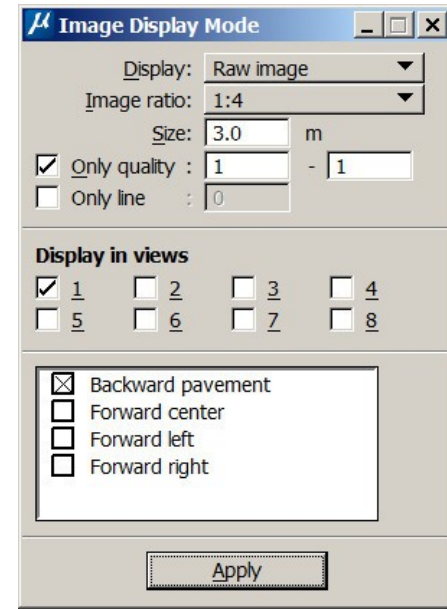 μ Image Display Mode
Display: Raw image
Image ratio: 1:4
Size: 3.0 m
Only quality : 1 - 1
Only line : 0
Display in views
1 2 3 4
5 6 7 8
Backward pavement
Forward center
Forward left
Forward right
Apply